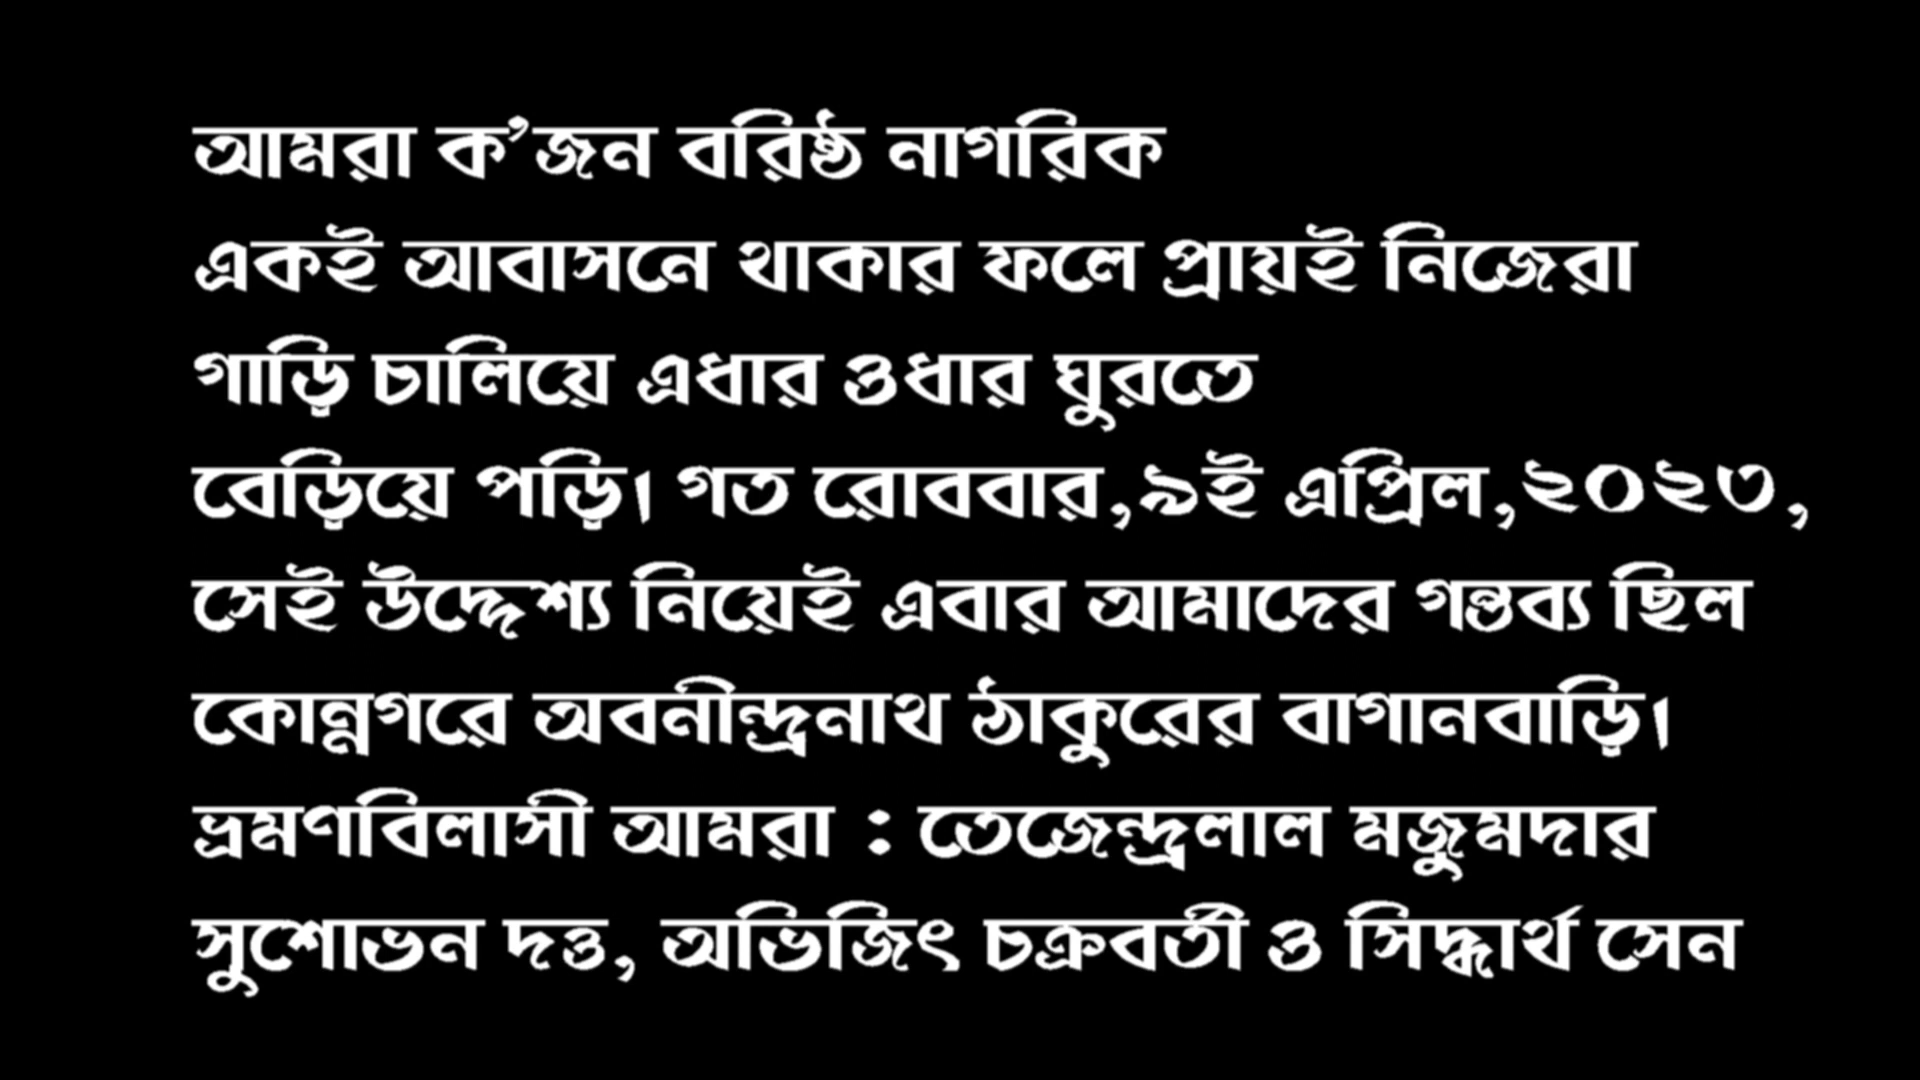 আমরা ক’জন বরিষ্ঠ নাগরিক
একই আবাসনে থাকার ফলে প্রায়ই নিজেরা
গাড়ি চালিয়ে এধার ওধার ঘুরতে
বেড়িয়ে পড়ি। গত রোববার,৯ই এপ্রিল,২০২৩,
সেই উদ্দেশ্য নিয়েই এবার আমাদের গন্তব্য ছিল
কোন্নগরে অবনীন্দ্রনাথ ঠাকুরের বাগানবাড়ি।
ভ্রমণবিলাসী আমরা : তেজেন্দ্রলাল মজুমদার
সুশোভন দত্ত, অভিজিৎ চক্রবর্তী ও সিদ্ধার্থ সেন